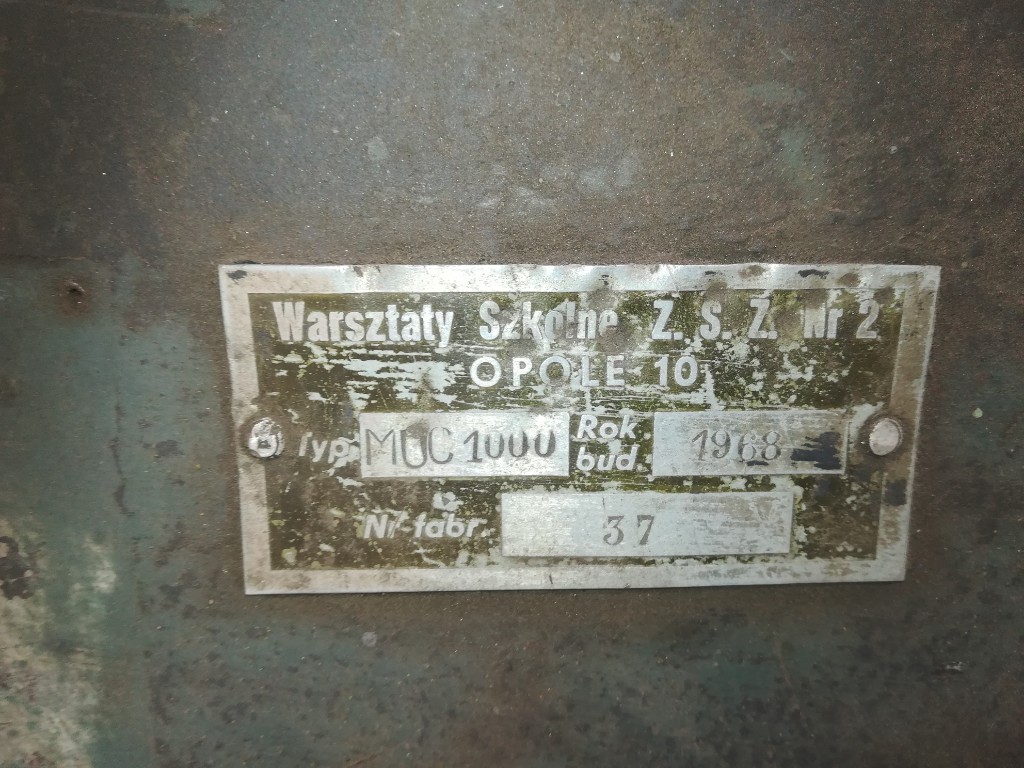 Warsztaty Szkolne Z. S. Z. Nr 2
OPOLE 10
Typ MUC 1000 Rok bud. 1968
Nr fabr. 37